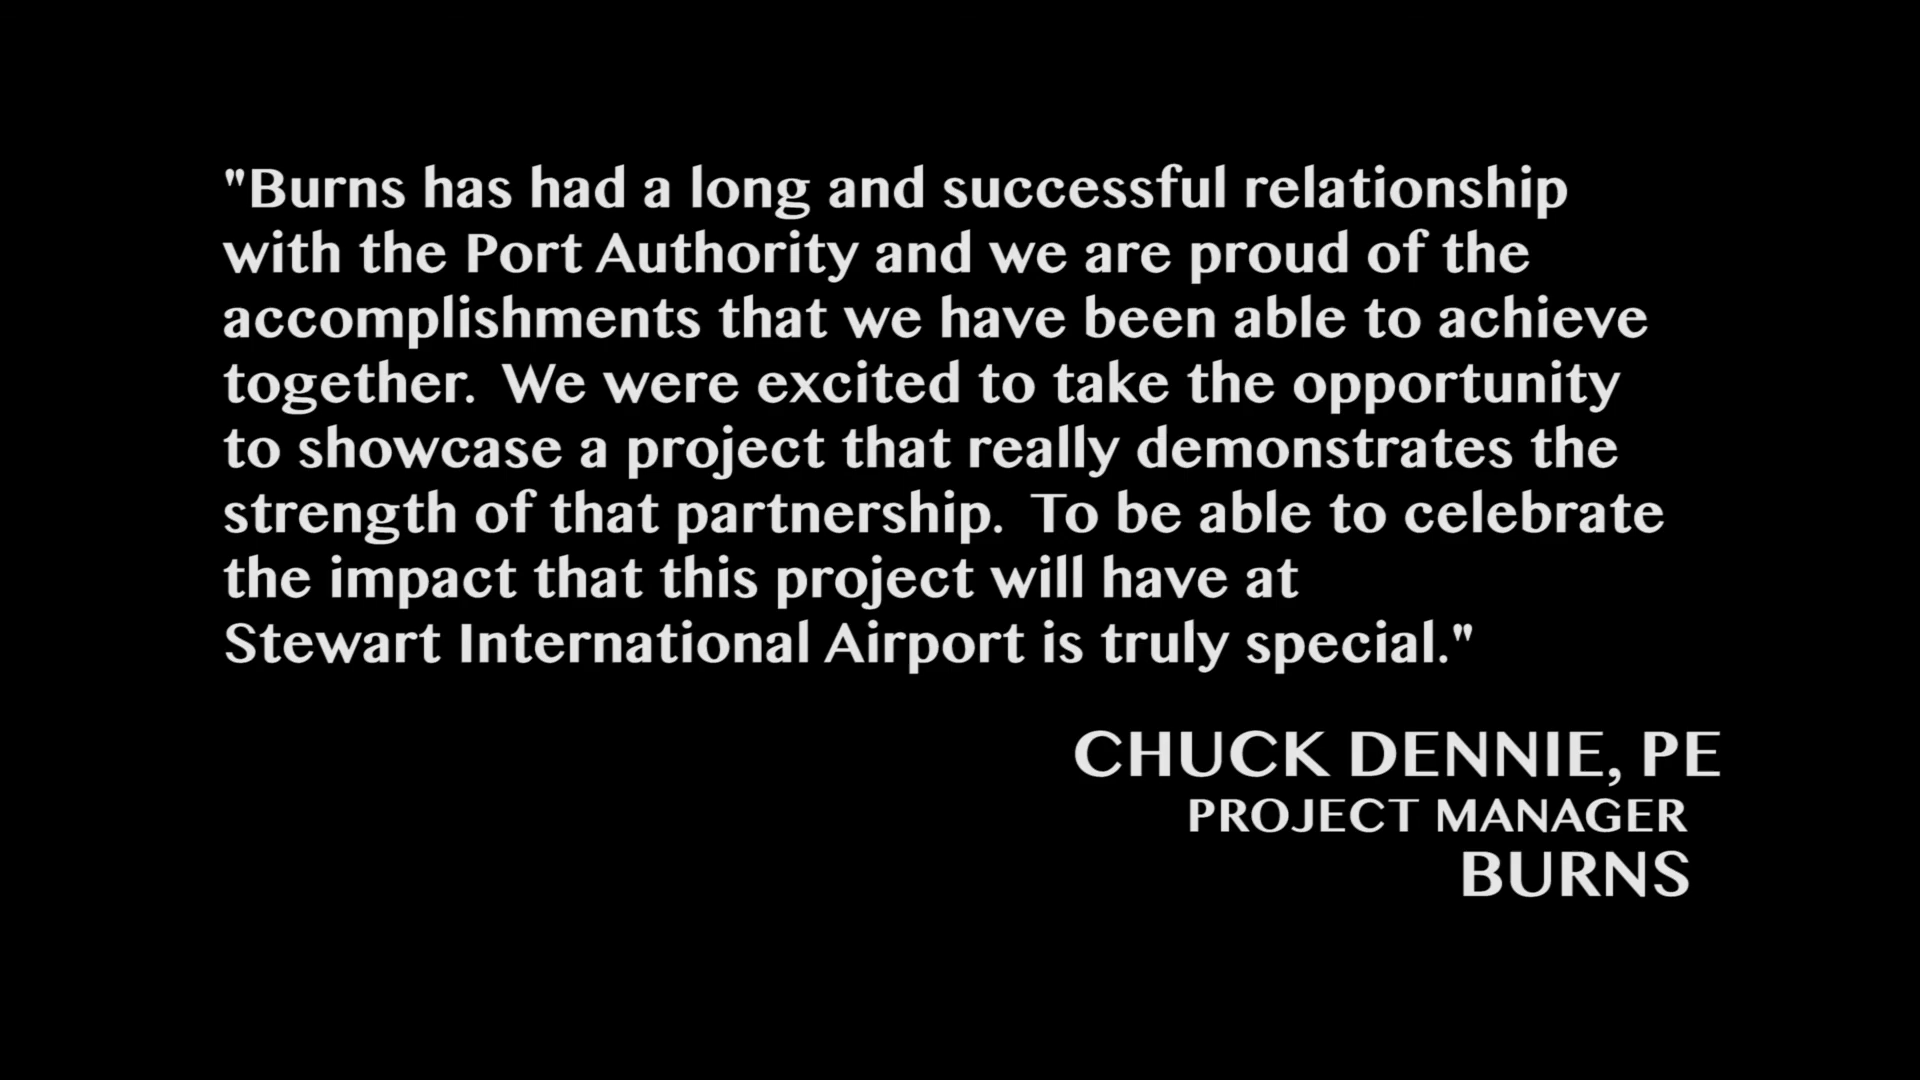 "Burns has had a long and successful relationship
with the Port Authority and we are proud of the
accomplishments that we have been able to achieve
together.  We were excited to take the opportunity
to showcase a project that really demonstrates the
strength of that partnership.  To be able to celebrate
the impact that this project will have at
Stewart International Airport is truly special."
CHUCK DENNIE, PE
PROJECT MANAGER
BURNS